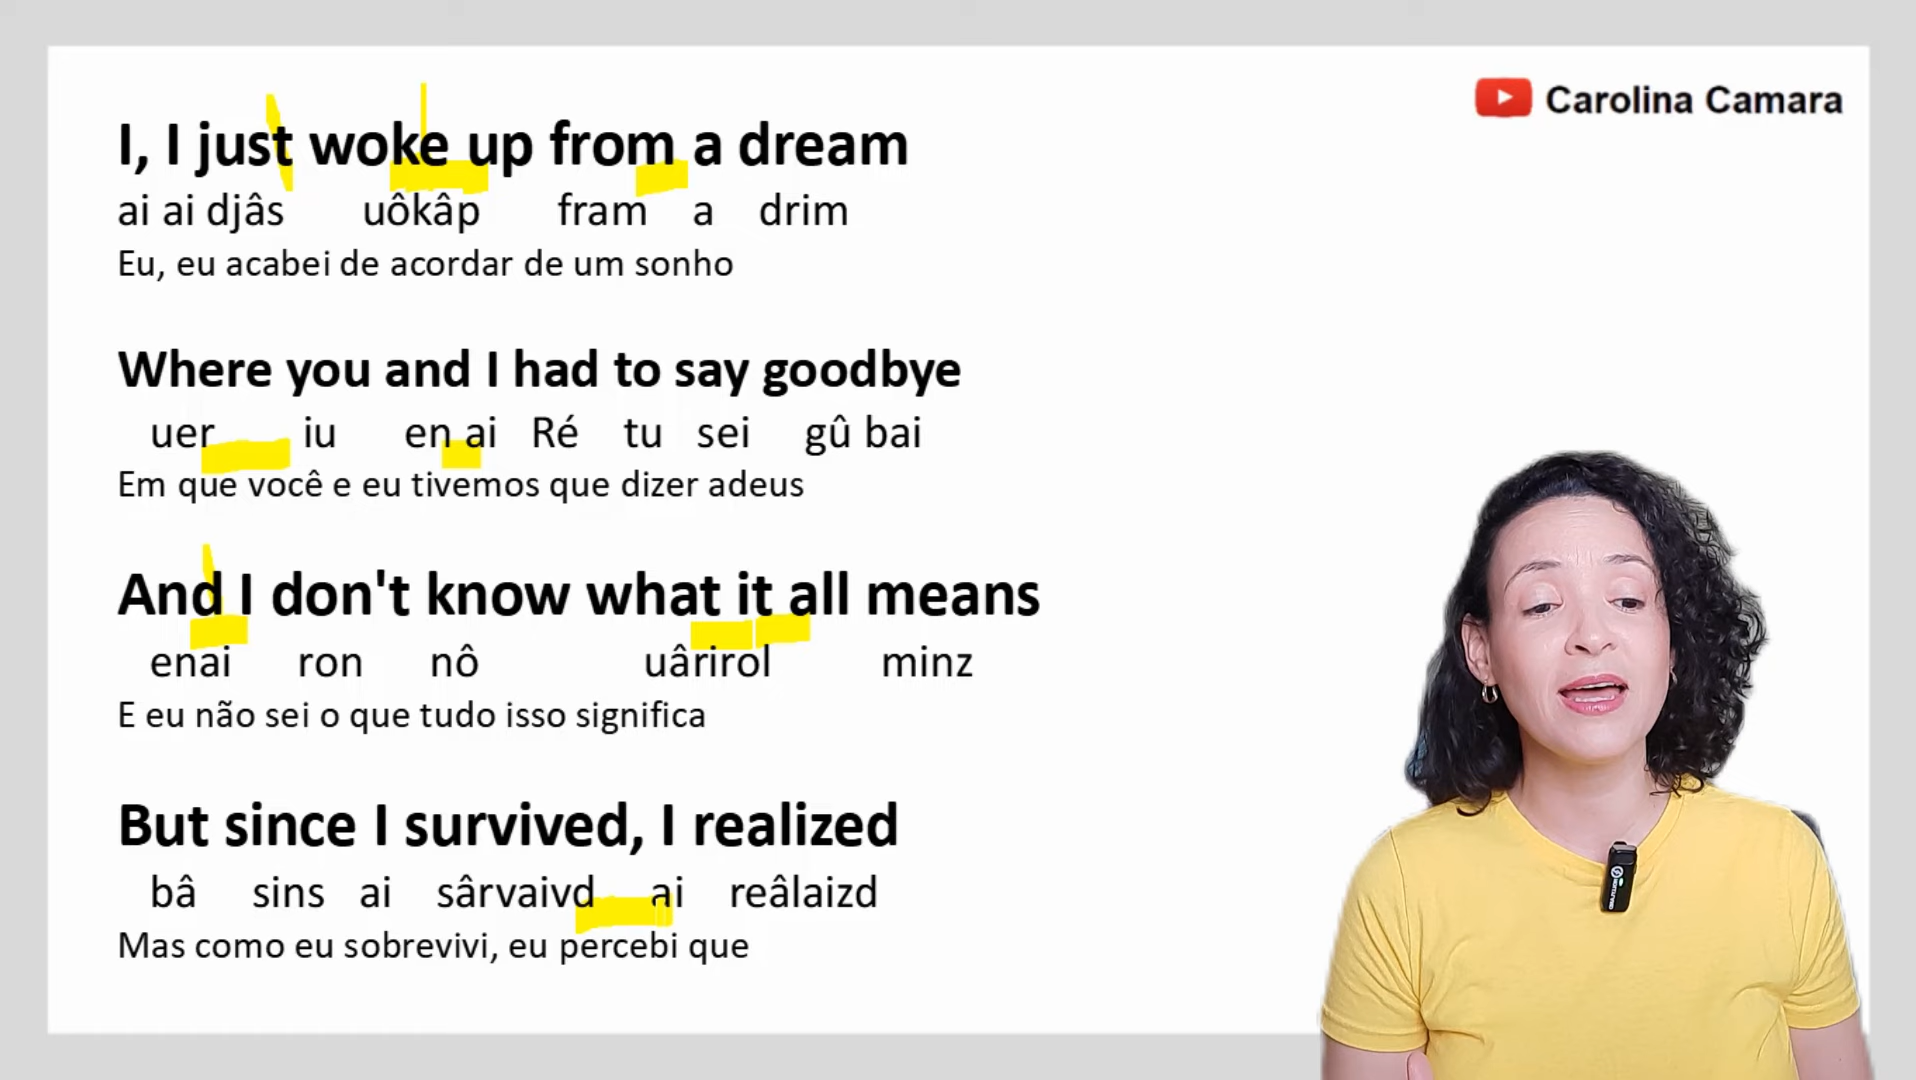 Carolina Camara
I, I just woke up from a dream
ai ai djâs uôkâp fram a drim
Eu, eu acabei de acordar de um sonho
Where you and I had to say goodbye
uer iu en ai Ré tu sei gû bai
Em que você e eu tivemos que dizer adeus
And I don't know what it all means
enai ron nô uârirol minz
E eu não sei o que tudo isso significa
But since I survived, I realized
bâ sins ai sârvaivd ai reâlaizd
Mas como eu sobrevivi, eu percebi que